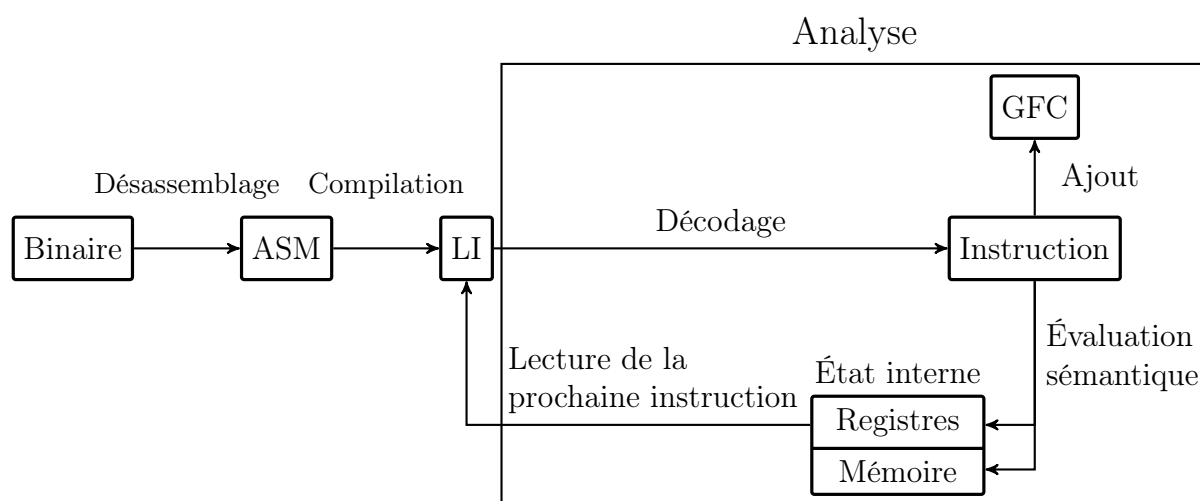 Analyse
GFC
Désassemblage
Compilation
Ajout
Décodage
Binaire
ASM
LI
Instruction
Évaluation
sémantique
Lecture de la
prochaine instruction
État interne
Registres
Mémoire